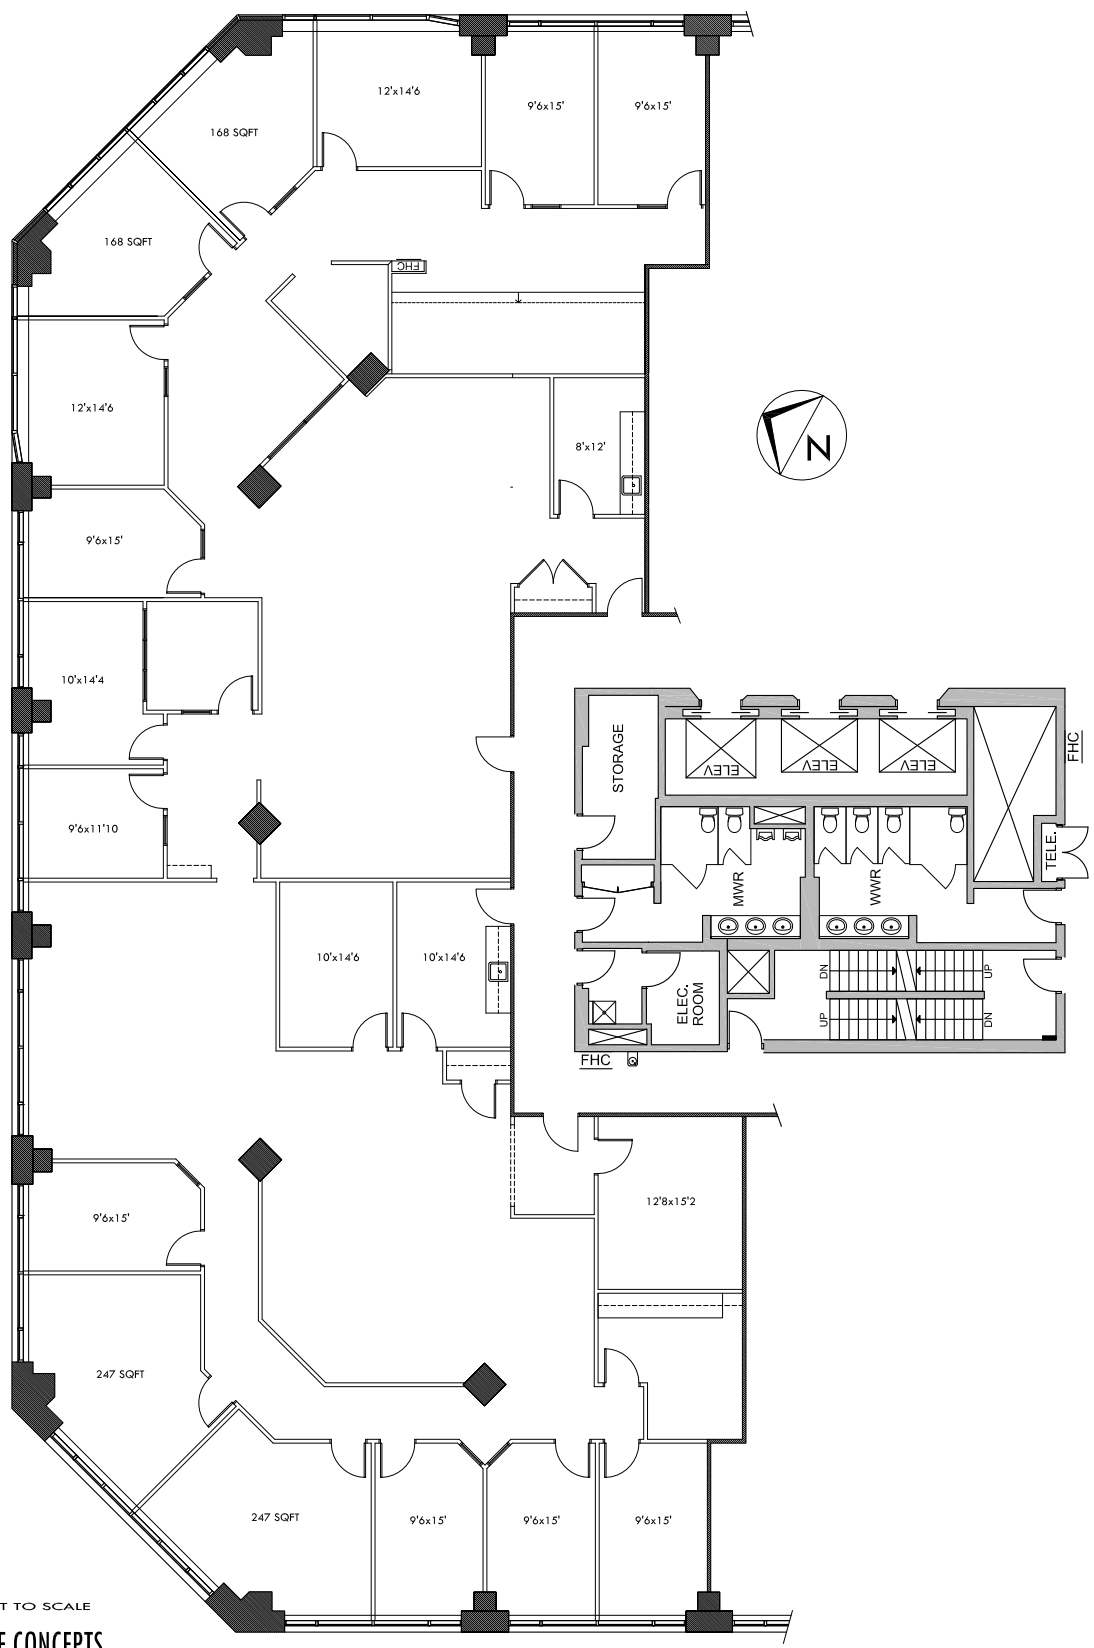 12'x14'6
9'6x15'
9'6x15'
168 SQFT
168 SQFT
FHC
12'x14'6
8'x12'
N
9'6x15'
10'x14'4
STORAGE
ELEV
ELEV
ELEV
FHC
9'6x11'10
TELE.
MWR
WWR
10'x14'6
10'x14'6
DN
UP
ELEC.
ROOM
UP
DN
FHC
12'8x15'2
9'6x15'
247 SQFT
247 SQFT
9'6x15'
9'6x15'
9'6x15'
T TO SCALE
E CONCEPTS